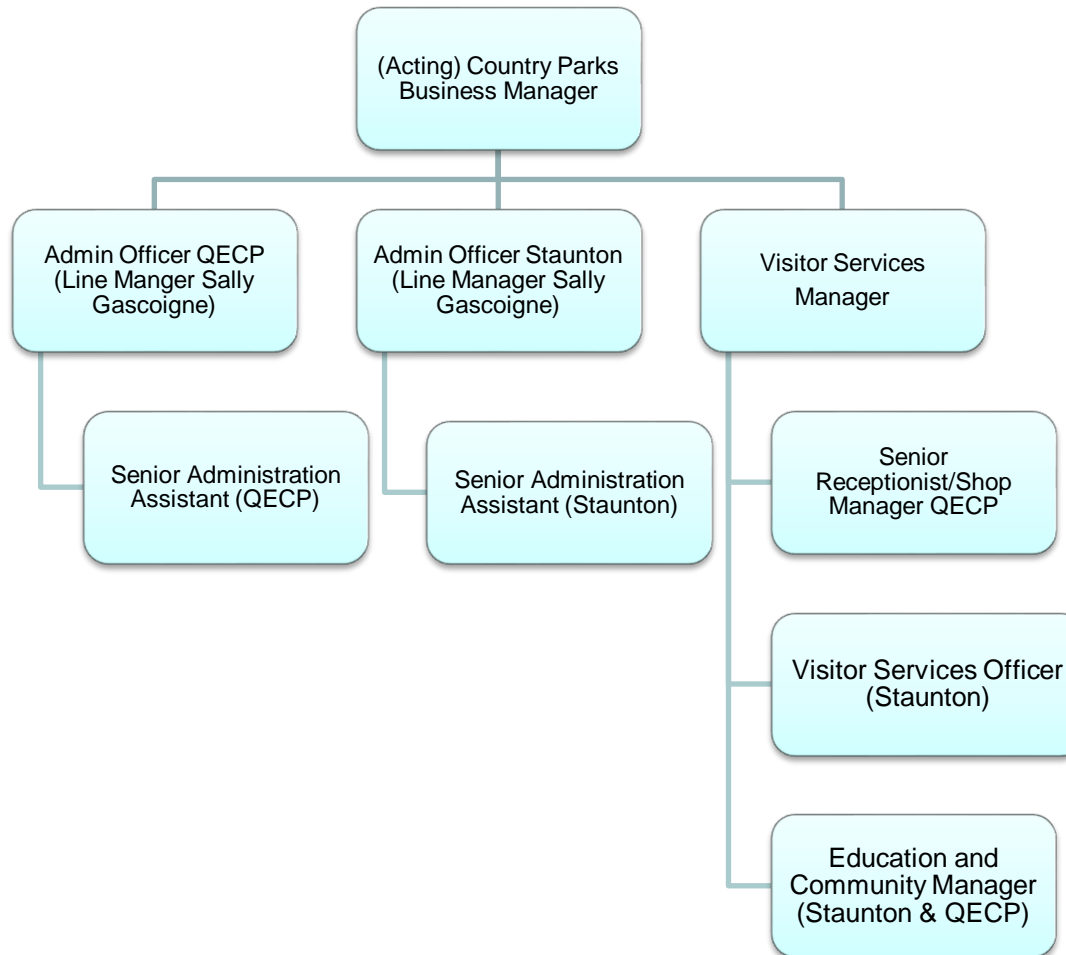 (Acting) Country Parks
Business Manager
Admin Officer QECP
(Line Manger Sally
Gascoigne)
Admin Officer Staunton
(Line Manager Sally
Gascoigne)
Visitor Services
Manager
Senior Administration
Assistant (QECP)
Senior Administration
Assistant (Staunton)
Senior
Receptionist/Shop
Manager QECP
Visitor Services Officer
(Staunton)
Education and
Community Manager
(Staunton & QECP)